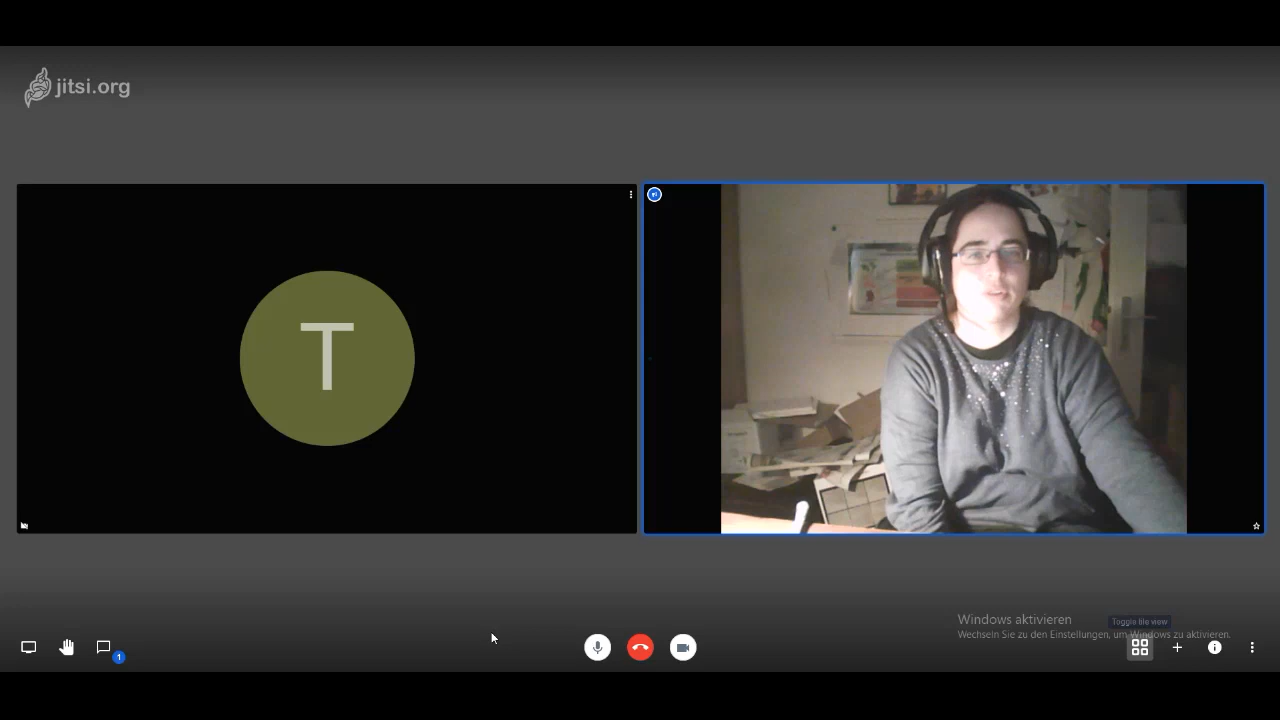 jitsi.org
T
Windows aktivieren
Toggle tile view
Wechseln Sie zu den Einstellungen, um Windows zu aktivieren.
1